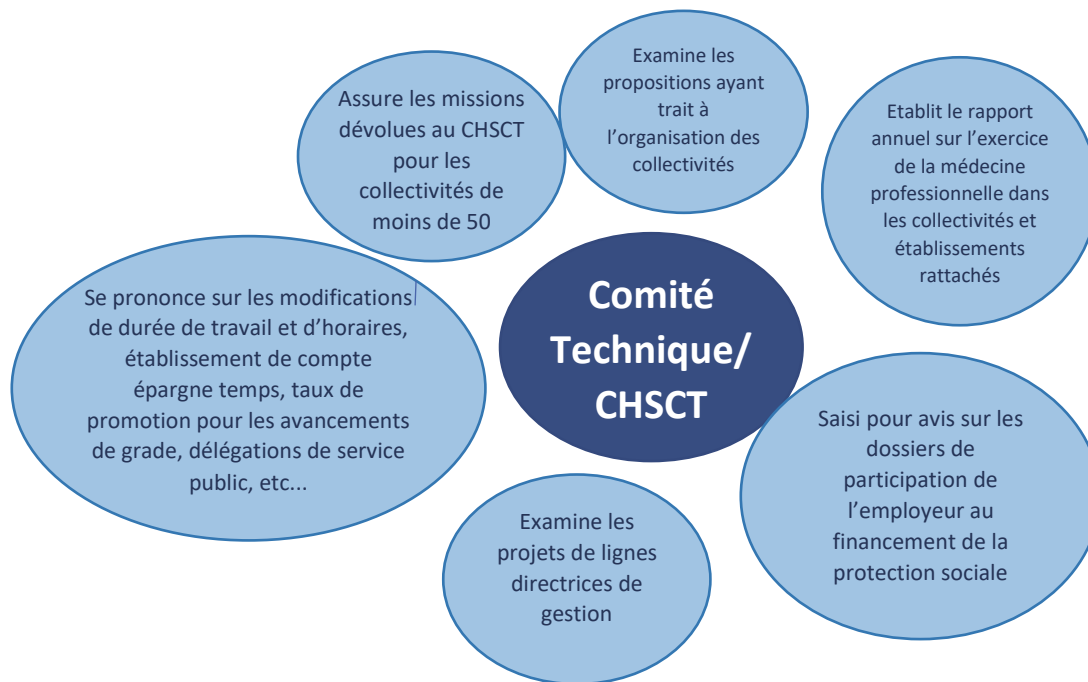 Assure les missions
dévolues au CHSCT
pour les
collectivités de
moins de 50
Examine les
propositions ayant
trait à
l’organisation des
collectivités
Etablit le rapport
annuel sur l’exercice
de la médecine
professionnelle dans
les collectivités et
établissements
rattachés
Se prononce sur les modifications
de durée de travail et d’horaires,
établissement de compte
épargne temps, taux de
promotion pour les avancements
de grade, délégations de service
public, etc...
Comité
Technique/
CHSCT
Saisi pour avis sur les
dossiers de
participation de
l’employeur au
financement de la
protection sociale
Examine les
projets de lignes
directrices de
gestion